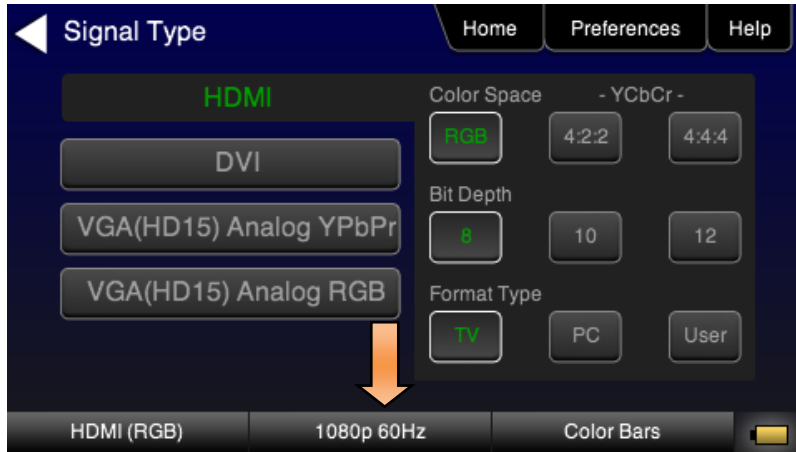 Signal Type
Home
Preferences
Help
HDMI
Color Space
- YCbCr -
RGB
4:2:2
4:4:4
DVI
Bit Depth
VGA(HD15) Analog YPbPr
8
10
12
VGA(HD15) Analog RGB
Format Type
TV
PC
User
HDMI (RGB)
1080p 60Hz
Color Bars